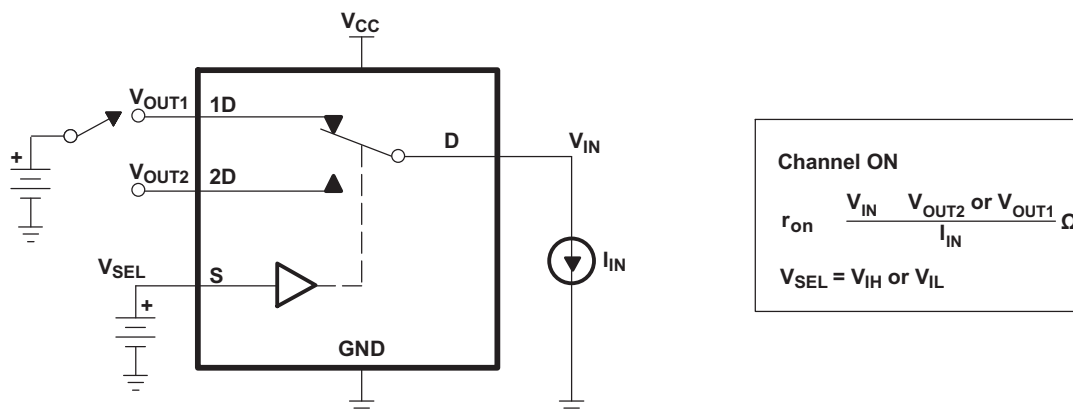 VCC
VOUT1 1D
D
VIN
+
VOUT2 2D
VSEL S
+
IIN
GND
Channel ON
ron VIN VOUT2 or VOUT1 Ω
IIN
VSEL = VIH or VIL